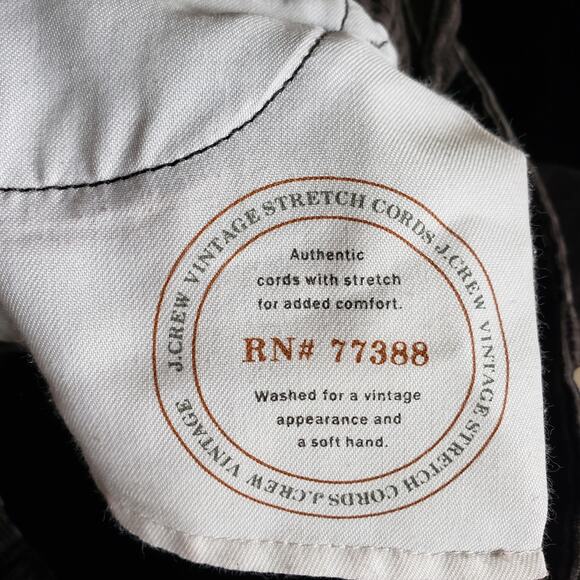 J.CREW VINTAGE STRETCH CORDS J.CREW VINTAGE STRETCH CORDS J.CREW VINTAGE
Authentic
cords with stretch
for added comfort.
RN# 77388
Washed for a vintage
appearance and
a soft hand.